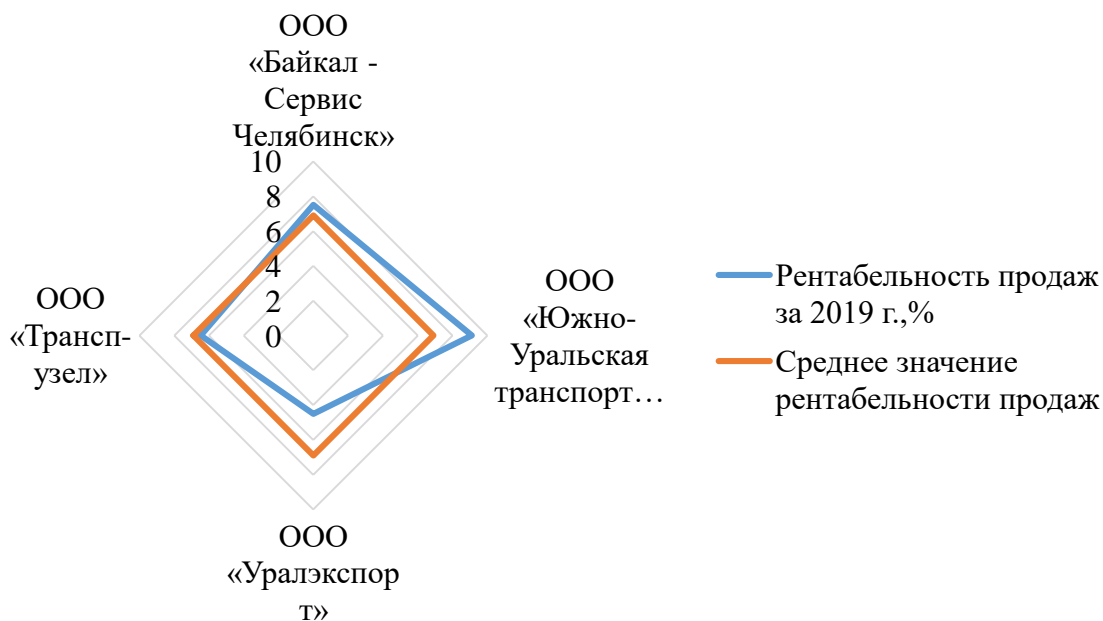 ООО
«Байкал -
Сервис
Челябинск»
10
8
6
4
2
0
ООО
«Южно-
Уральская
транспорт…
ООО
«Уралэкспор
т»
ООО
«Трансп-
узел»
Рентабельность продаж
за 2019 г.,%
Среднее значение
рентабельности продаж